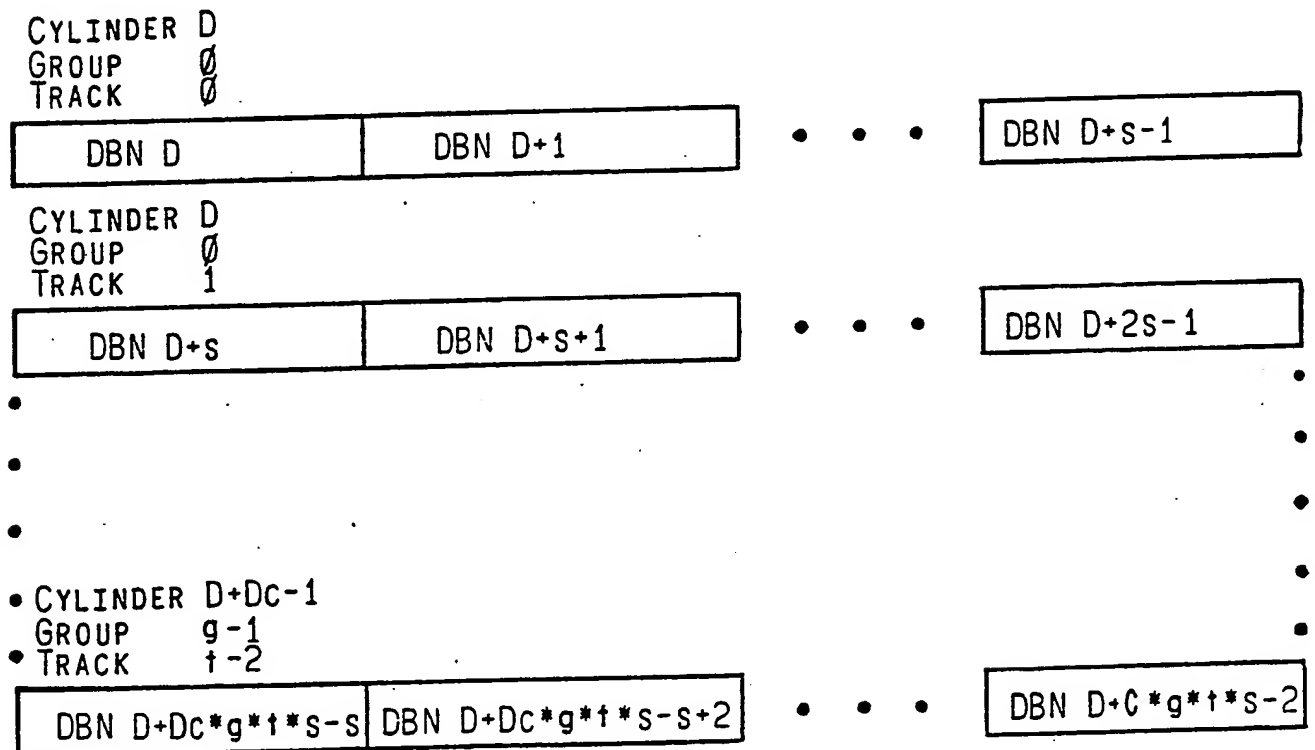 CYLINDER D
GROUP Ø
TRACK Ø
DBN D DBN D+1 • • • DBN D+s-1
CYLINDER D
GROUP Ø
TRACK 1
DBN D+s DBN D+s+1 • • • DBN D+2s-1
CYLINDER D+Dc-1
GROUP g-1
TRACK t-2
DBN D+Dc*g*t*s-s DBN D+Dc*g*t*s-s+2 • • • DBN D+C*g*t*s-2